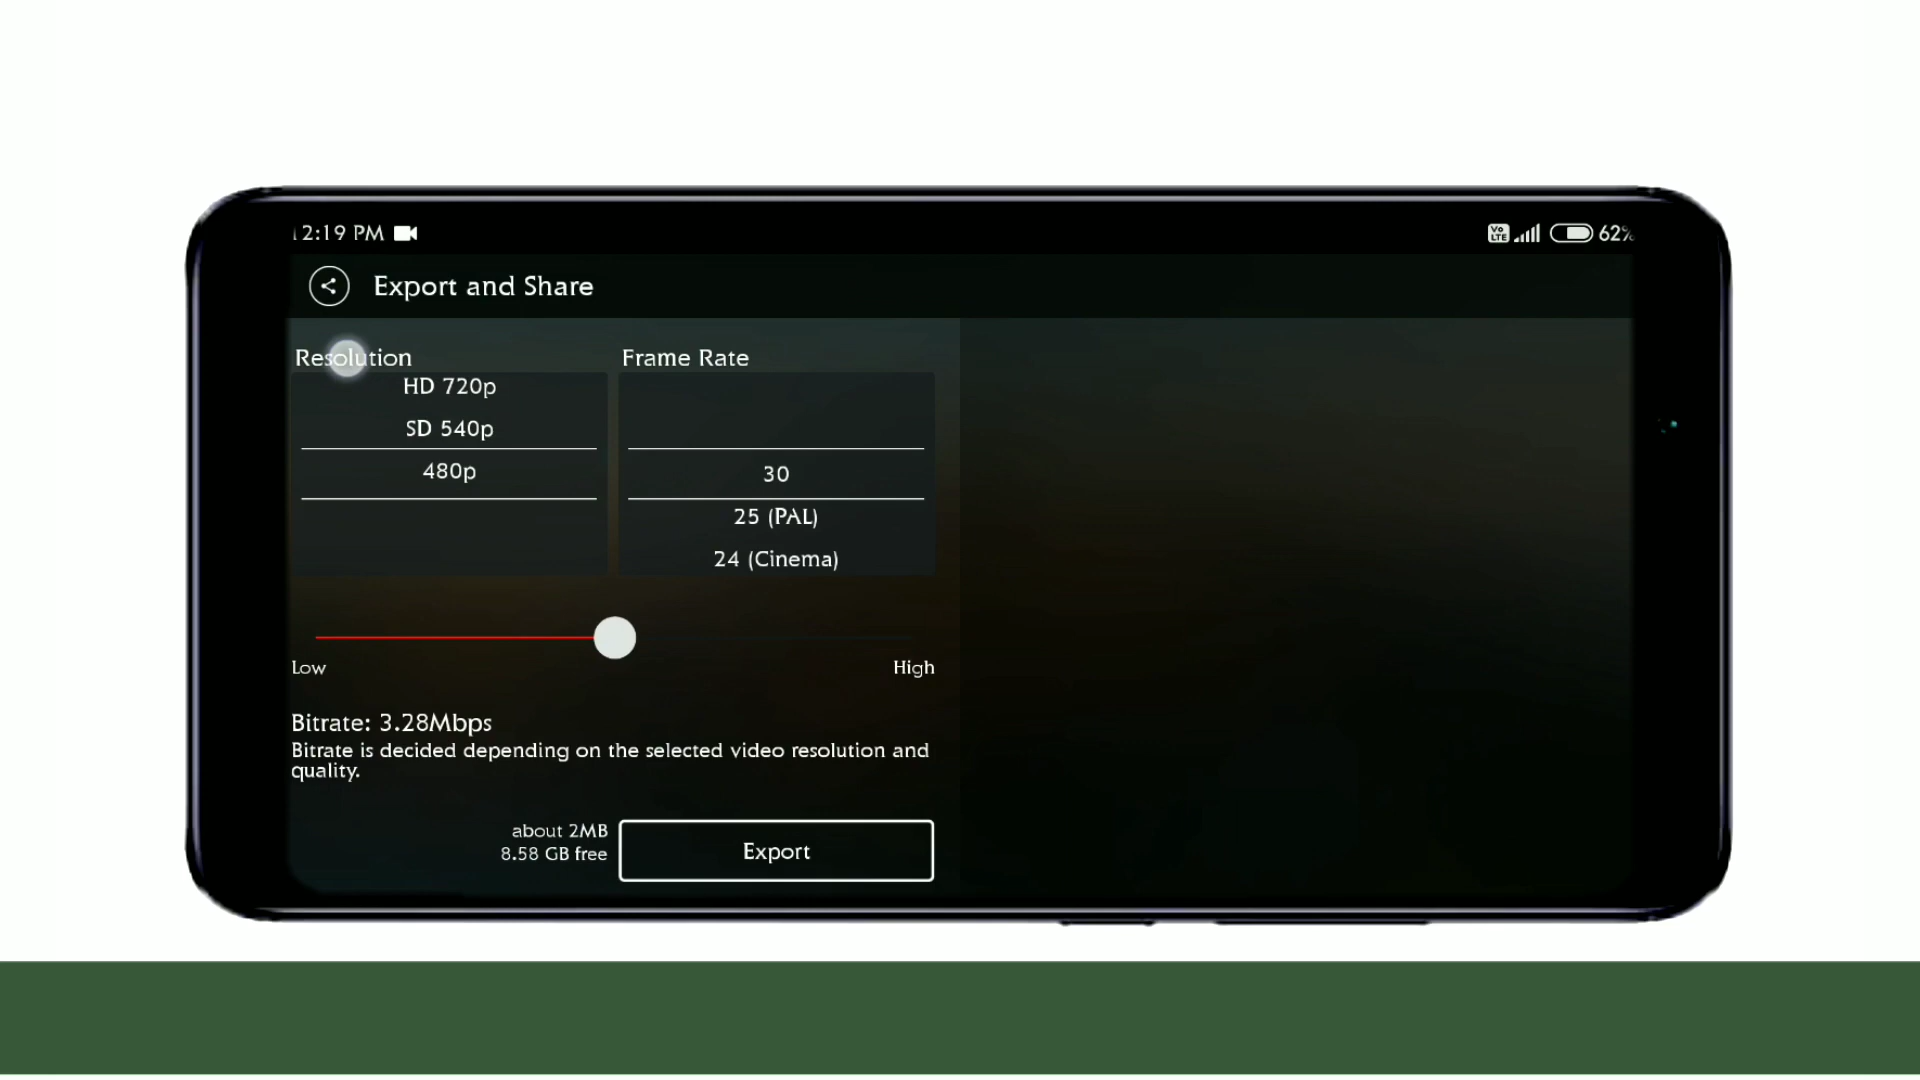 12:19 PM
Vo LTE
62%
Export and Share
Resolution
Frame Rate
HD 720p
SD 540p
480p
30
25 (PAL)
24 (Cinema)
Low
High
Bitrate: 3.28Mbps
Bitrate is decided depending on the selected video resolution and
quality.
about 2MB
8.58 GB free
Export